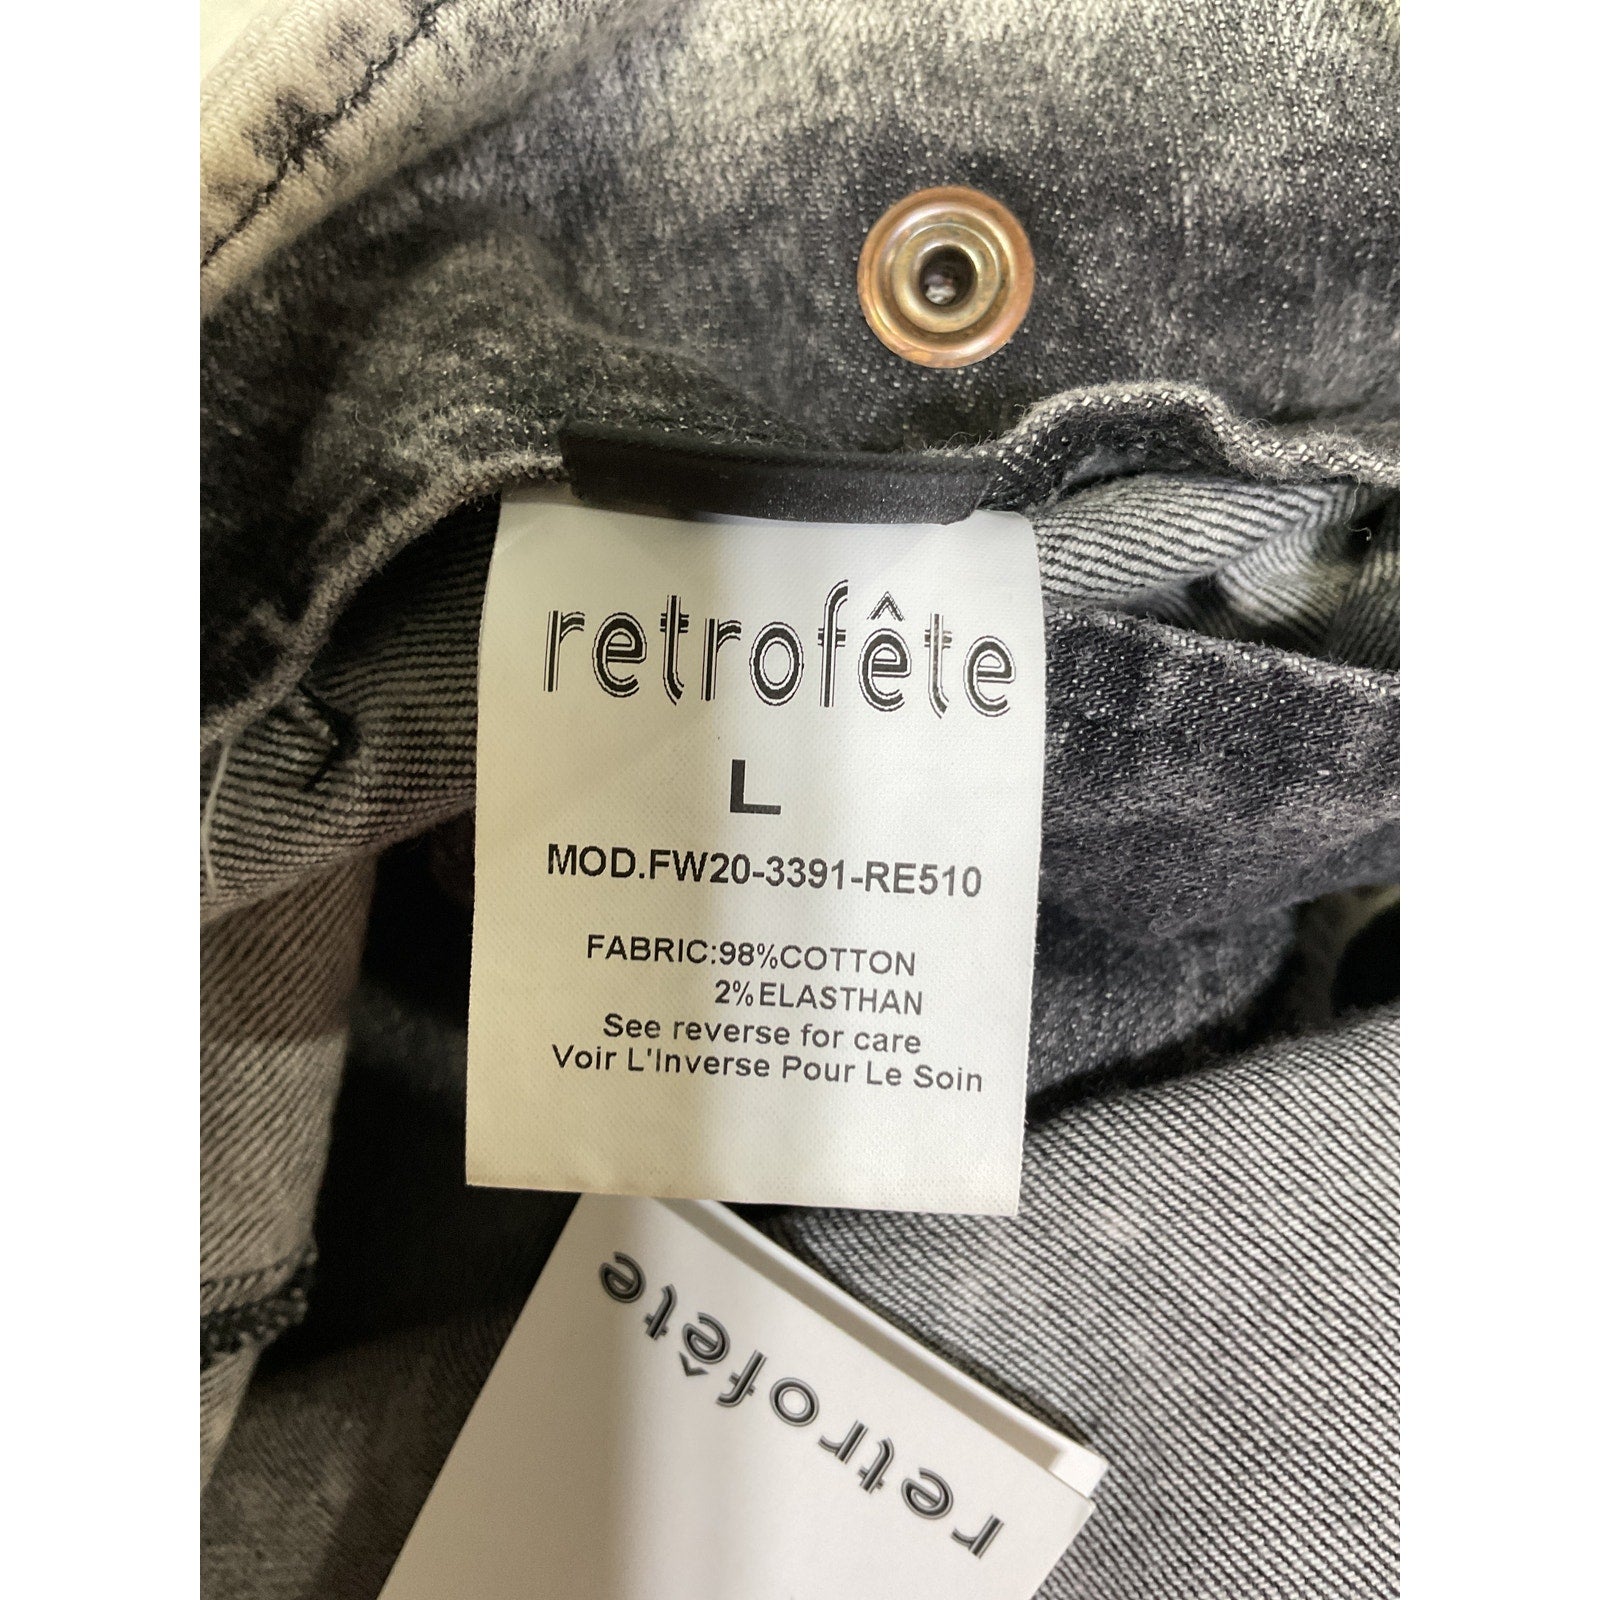 retrofête
L
MOD.FW20-3391-RE510
FABRIC:98%COTTON
2%ELASTHAN
See reverse for care
Voir L'Inverse Pour Le Soin
retrofête